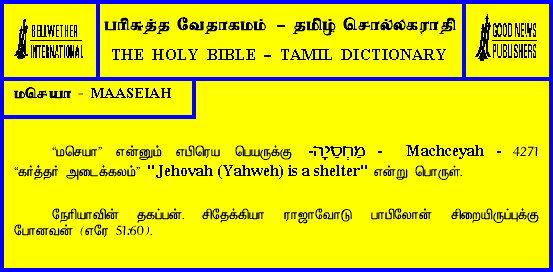 BELLWETHER
INTERNATIONAL
பரிசுத்த வேதாகமம் – தமிழ் சொல்லகராதி
THE HOLY BIBLE – TAMIL DICTIONARY
GOOD NEWS
PUBLISHERS
மசெயா - MAASEIAH
“மசெயா” என்னும் எபிரெய பெயருக்கு -מַחְסֵיָה - Machceyah - 4271
“கர்த்தர் அடைக்கலம்” "Jehovah (Yahweh) is a shelter" என்று பொருள்.
நேரியாவின் தகப்பன். சிதேக்கியா ராஜாவோடு பாபிலோன் சிறையிருப்புக்கு
போனவன் (எரே 51:60).